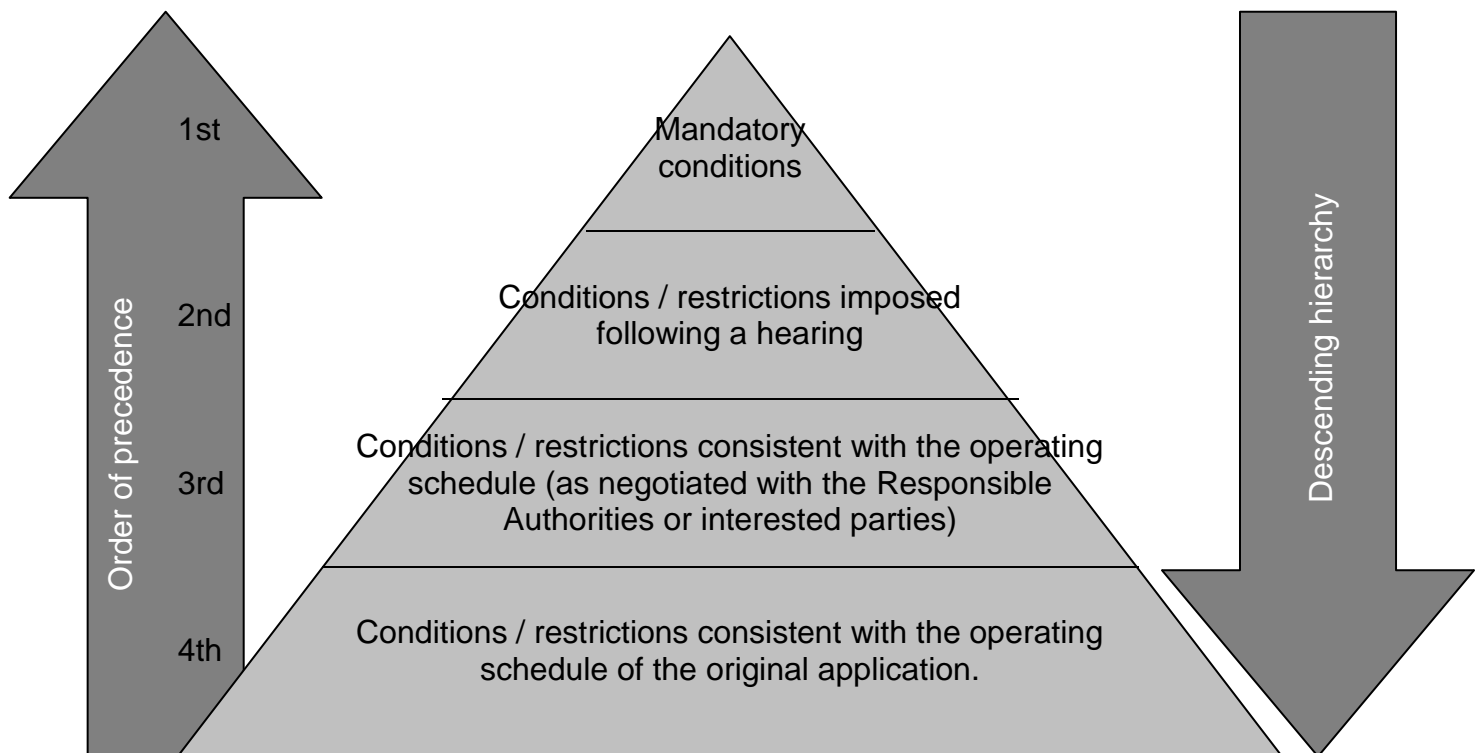 Order of precedence
1st
Mandatory
conditions
2nd
Conditions / restrictions imposed
following a hearing
3rd
Conditions / restrictions consistent with the operating
schedule (as negotiated with the Responsible
Authorities or interested parties)
4th
Conditions / restrictions consistent with the operating
schedule of the original application.
Descending hierarchy